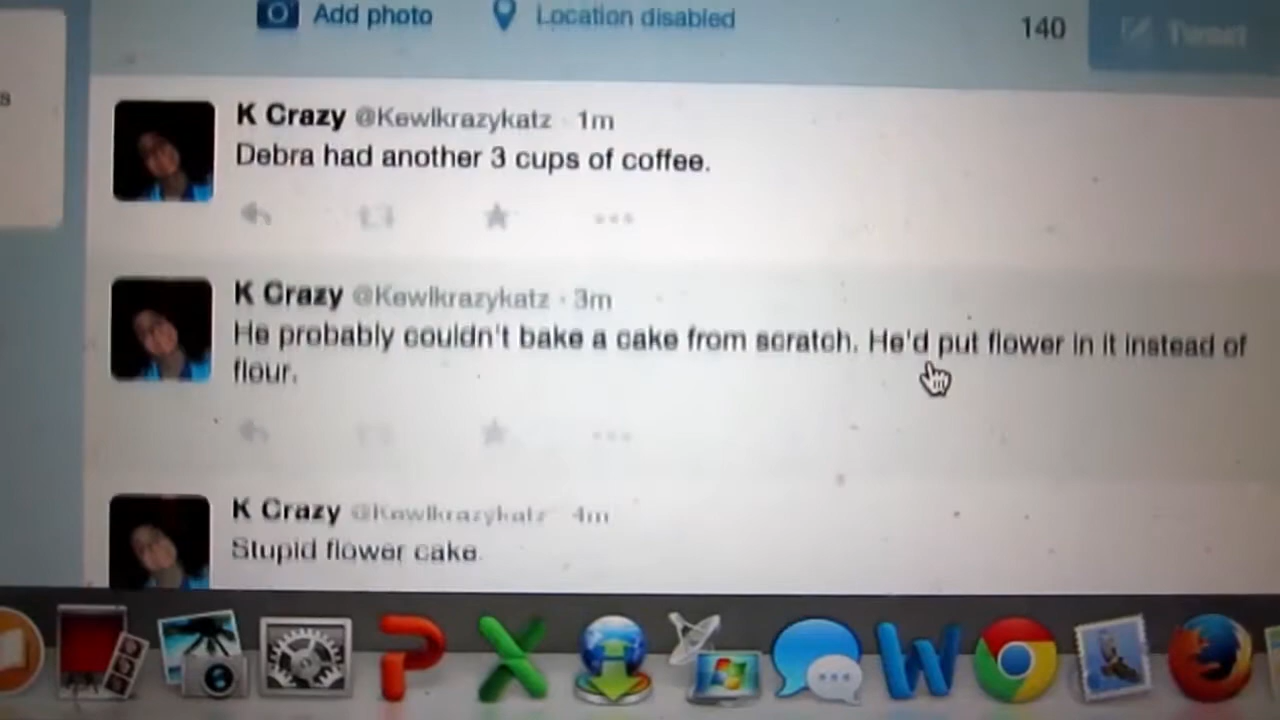 Add photo
Location disabled
140
Tweet
s
K Crazy @Kewlkrazykatz · 1m
Debra had another 3 cups of coffee.
K Crazy @Kewlkrazykatz · 3m
He probably couldn't bake a cake from scratch. He'd put flower in it instead of
flour.
K Crazy @Kewlkrazykatz · 4m
Stupid flower cake.